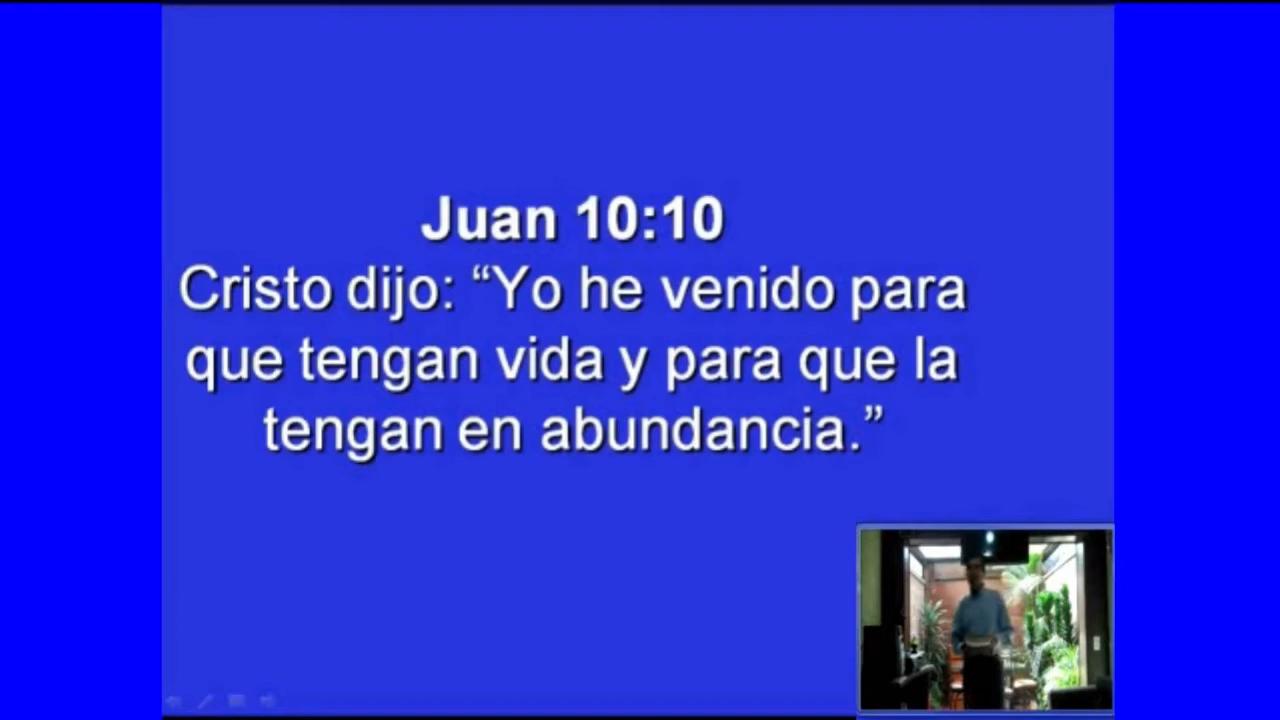 Juan 10:10
Cristo dijo: “Yo he venido para
que tengan vida y para que la
tengan en abundancia.”